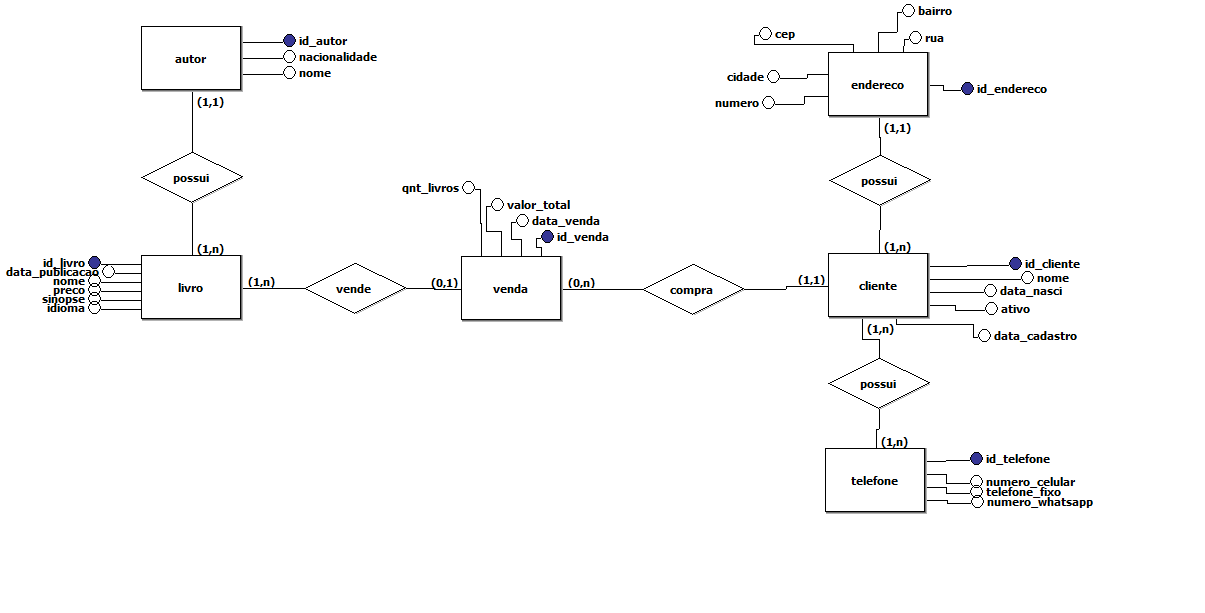 bairro
cep
rua
autor
id_autor
nacionalidade
nome
cidade
endereco
id_endereco
numero
(1,1)
(1,1)
possui
possui
qnt_livros
valor_total
data_venda
id_venda
(1,n)
(1,n)
id_livro
data_publicacao
nome
preco
sinopse
idioma
livro
(1,n)
vende
(0,1)
venda
(0,n)
compra
(1,1)
cliente
id_cliente
nome
data_nasci
ativo
data_cadastro
(1,n)
possui
(1,n)
telefone
id_telefone
numero_celular
telefone_fixo
numero_whatsapp